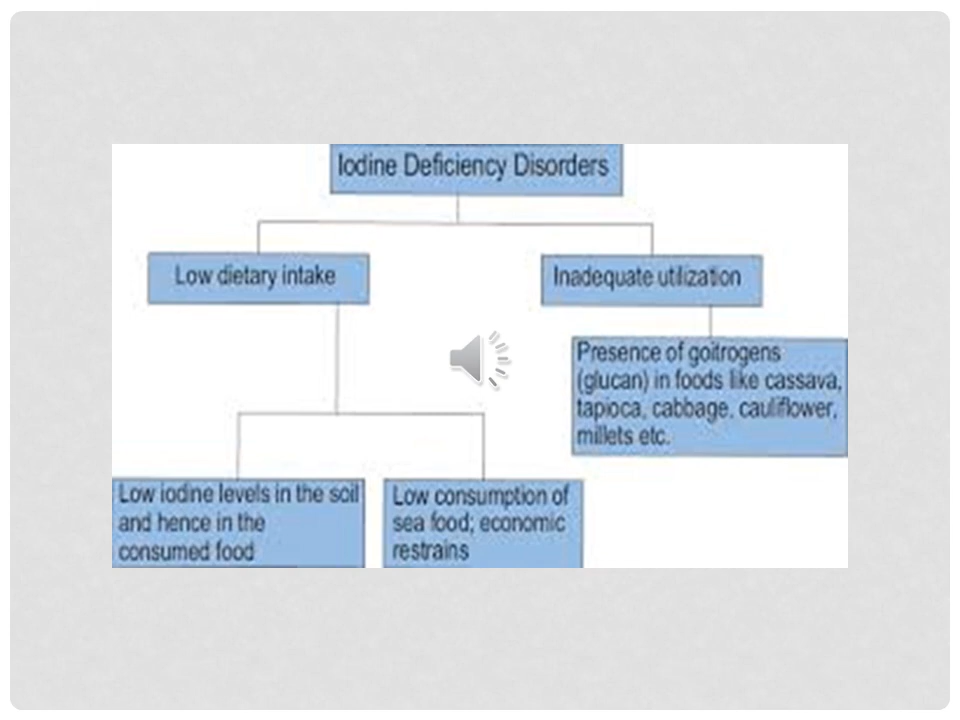 Iodine Deficiency Disorders
Low dietary intake
Inadequate utilization
Presence of goitrogens
(glucan) in foods like cassava,
tapioca, cabbage, cauliflower,
millets etc.
Low iodine levels in the soil
and hence in the
consumed food
Low consumption of
sea food; economic
restrains